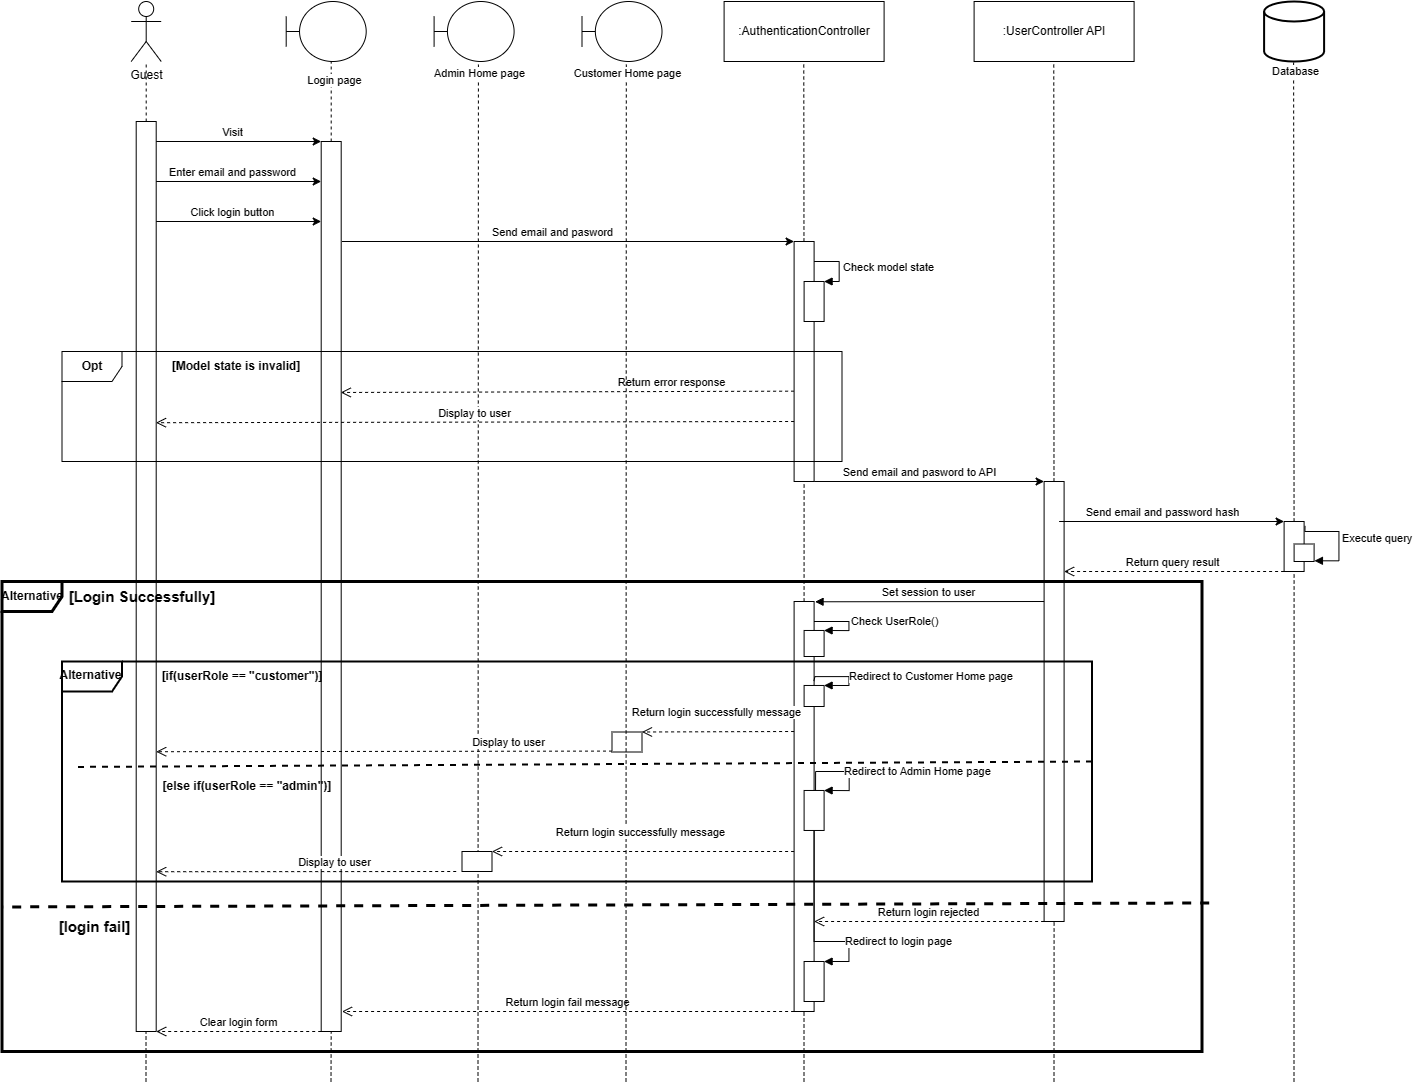 :AuthenticationController
:UserController API
Guest
Login page
Admin Home page
Customer Home page
Database
Visit
Enter email and password
Click login button
Send email and pasword
Check model state
Opt
[Model state is invalid]
Return error response
Display to user
Send email and pasword to API
Send email and password hash
Execute query
Return query result
Alternative
[Login Successfully]
Set session to user
Check UserRole()
Alternative
[if(userRole == "customer")]
Redirect to Customer Home page
Return login successfully message
Display to user
[else if(userRole == "admin")]
Redirect to Admin Home page
Return login successfully message
Display to user
[login fail]
Return login rejected
Redirect to login page
Return login fail message
Clear login form